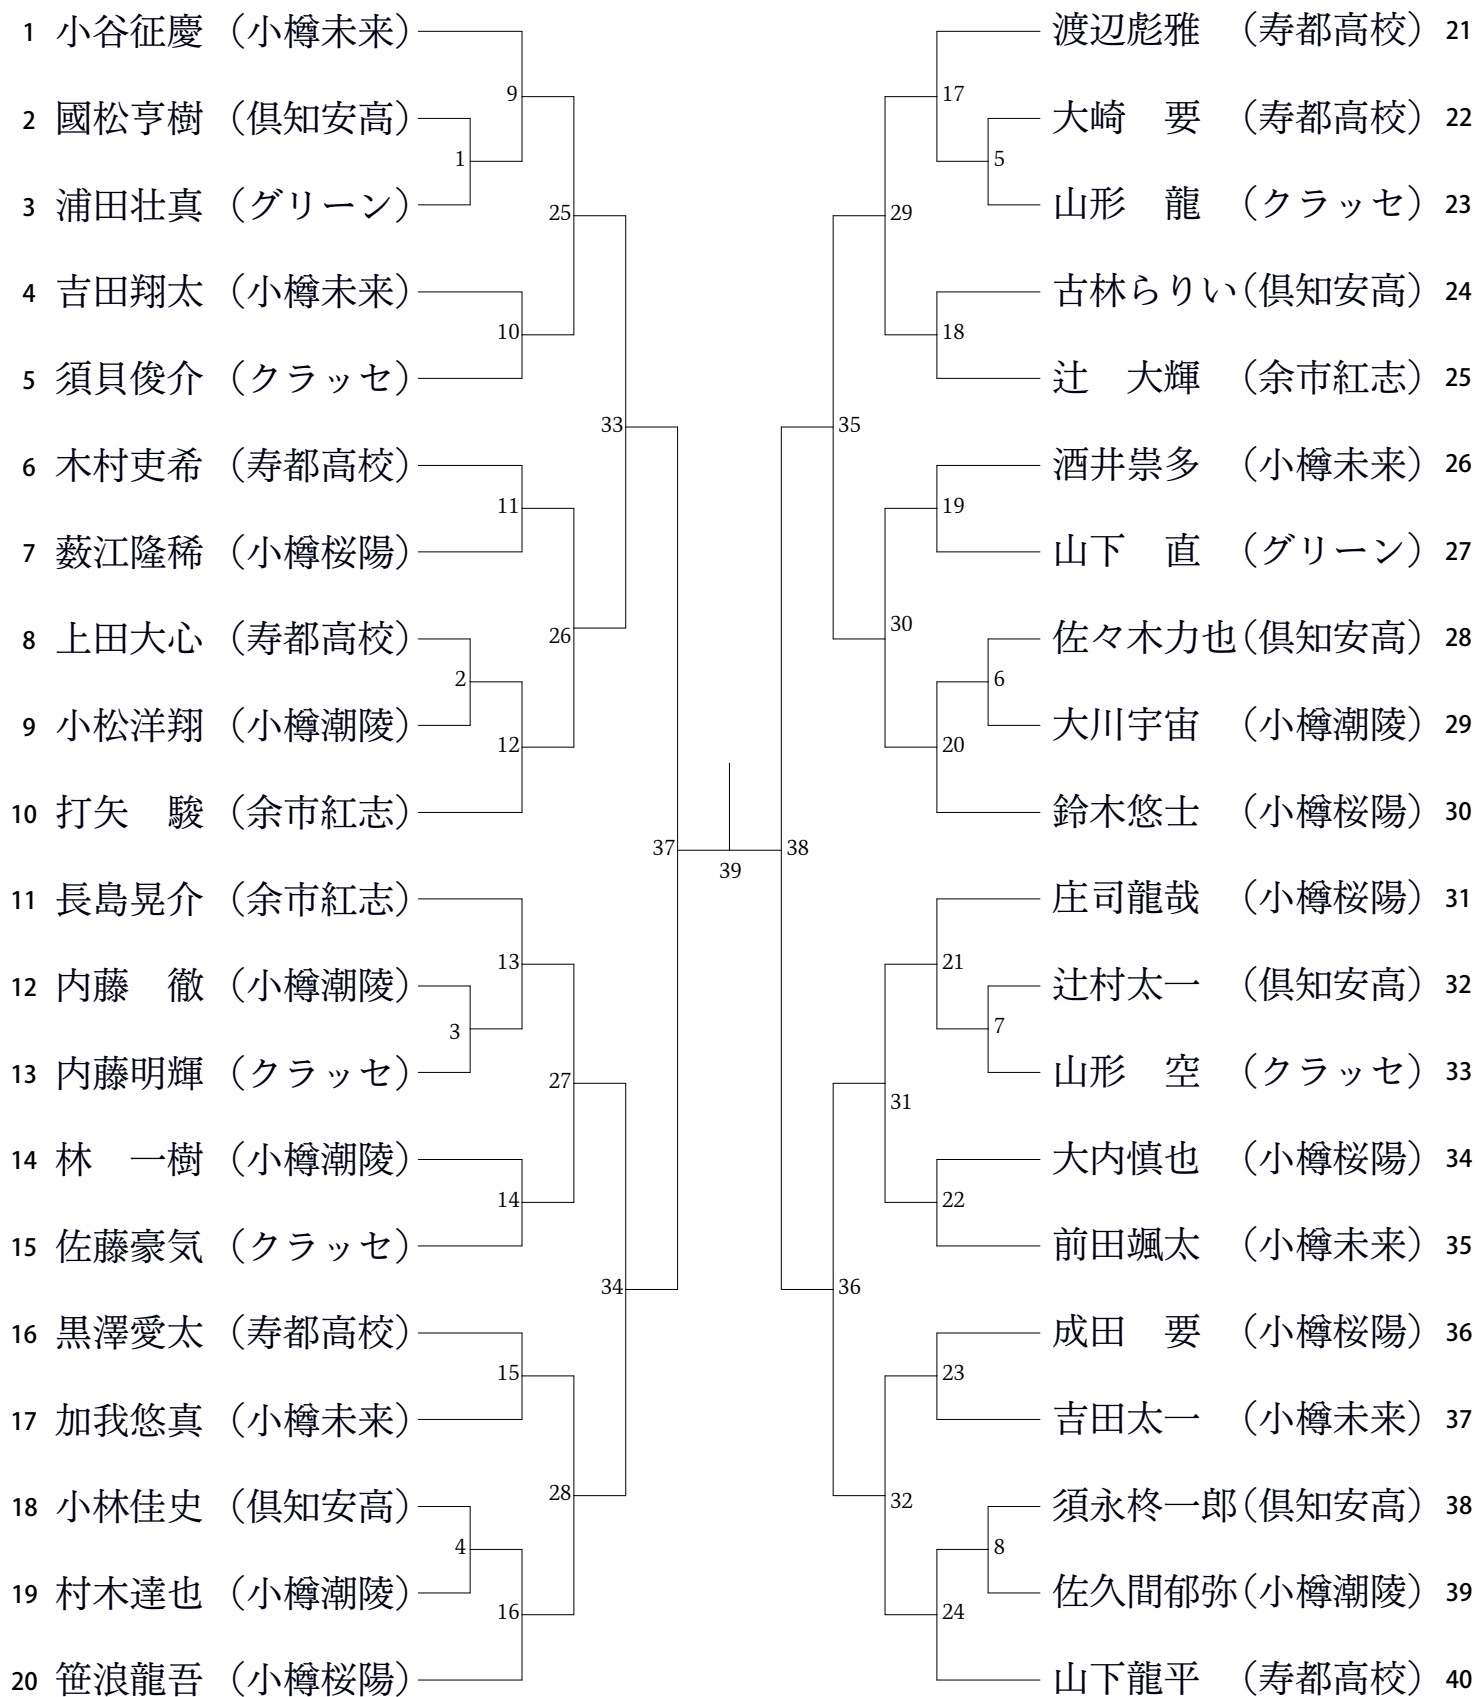 1 小谷征慶 （小樽未来）
2 國松亨樹 （倶知安高）
3 浦田壮真 （グリーン）
4 吉田翔太 （小樽未来）
5 須貝俊介 （クラッセ）
6 木村吏希 （寿都高校）
7 薮江隆稀 （小樽桜陽）
8 上田大心 （寿都高校）
9 小松洋翔 （小樽潮陵）
10 打矢　駿 （余市紅志）
11 長島晃介 （余市紅志）
12 内藤　徹 （小樽潮陵）
13 内藤明輝 （クラッセ）
14 林　一樹 （小樽潮陵）
15 佐藤豪気 （クラッセ）
16 黒澤愛太 （寿都高校）
17 加我悠真 （小樽未来）
18 小林佳史 （倶知安高）
19 村木達也 （小樽潮陵）
20 笹浪龍吾 （小樽桜陽）
9
1
25
10
33
11
26
2
12
37
39
38
13
3
27
14
34
15
28
4
16
17
5
29
18
35
19
30
6
20
21
7
31
22
36
23
32
8
24
渡辺彪雅 （寿都高校） 21
大崎　要 （寿都高校） 22
山形　龍 （クラッセ） 23
古林らりい（倶知安高） 24
辻　大輝 （余市紅志） 25
酒井祟多 （小樽未来） 26
山下　直 （グリーン） 27
佐々木力也（倶知安高） 28
大川宇宙 （小樽潮陵） 29
鈴木悠士 （小樽桜陽） 30
庄司龍哉 （小樽桜陽） 31
辻村太一 （倶知安高） 32
山形　空 （クラッセ） 33
大内慎也 （小樽桜陽） 34
前田颯太 （小樽未来） 35
成田　要 （小樽桜陽） 36
吉田太一 （小樽未来） 37
須永柊一郎（倶知安高） 38
佐久間郁弥（小樽潮陵） 39
山下龍平 （寿都高校） 40